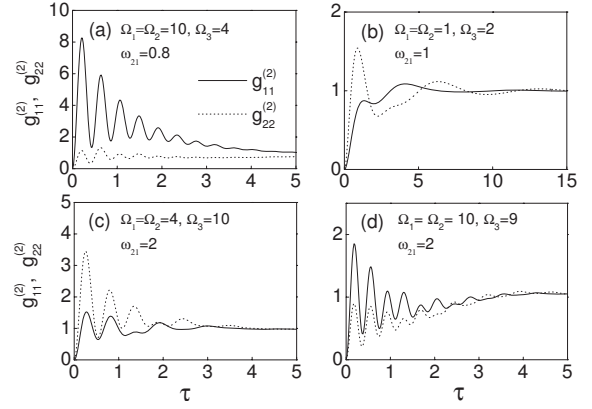 (a) Ω₁=Ω₂=10, Ω₃=4
ω₂₁=0.8
g₁₁⁽²⁾
g₂₂⁽²⁾
g₁₁⁽²⁾, g₂₂⁽²⁾
10
8
6
4
2
0
0 1 2 3 4 5
(b) Ω₁=Ω₂=1, Ω₃=2
ω₂₁=1
2
1
0
0 5 10 15
(c) Ω₁=Ω₂=4, Ω₃=10
ω₂₁=2
g₁₁⁽²⁾, g₂₂⁽²⁾
5
4
3
2
1
0
0 1 2 3 4 5
τ
(d) Ω₁= Ω₂= 10, Ω₃=9
ω₂₁=2
3
2
1
0
0 1 2 3 4 5
τ